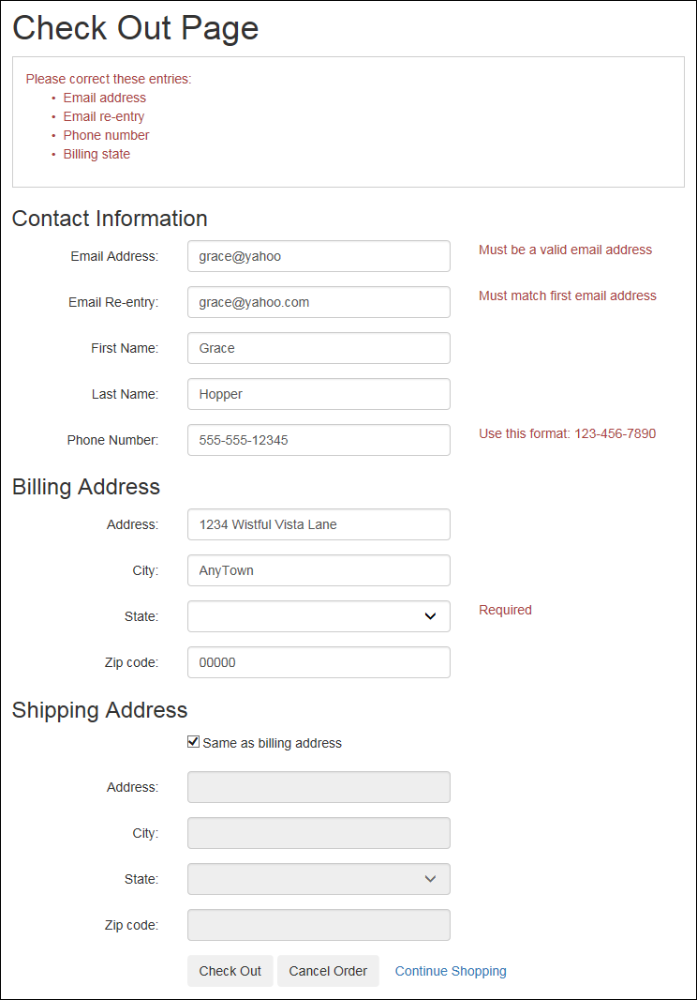 Check Out Page
Please correct these entries:
• Email address
• Email re-entry
• Phone number
• Billing state
Contact Information
Email Address: grace@yahoo Must be a valid email address
Email Re-entry: grace@yahoo.com Must match first email address
First Name: Grace
Last Name: Hopper
Phone Number: 555-555-12345 Use this format: 123-456-7890
Billing Address
Address: 1234 Wistful Vista Lane
City: AnyTown
State: Required
Zip code: 00000
Shipping Address
Same as billing address
Address:
City:
State:
Zip code:
Check Out Cancel Order Continue Shopping